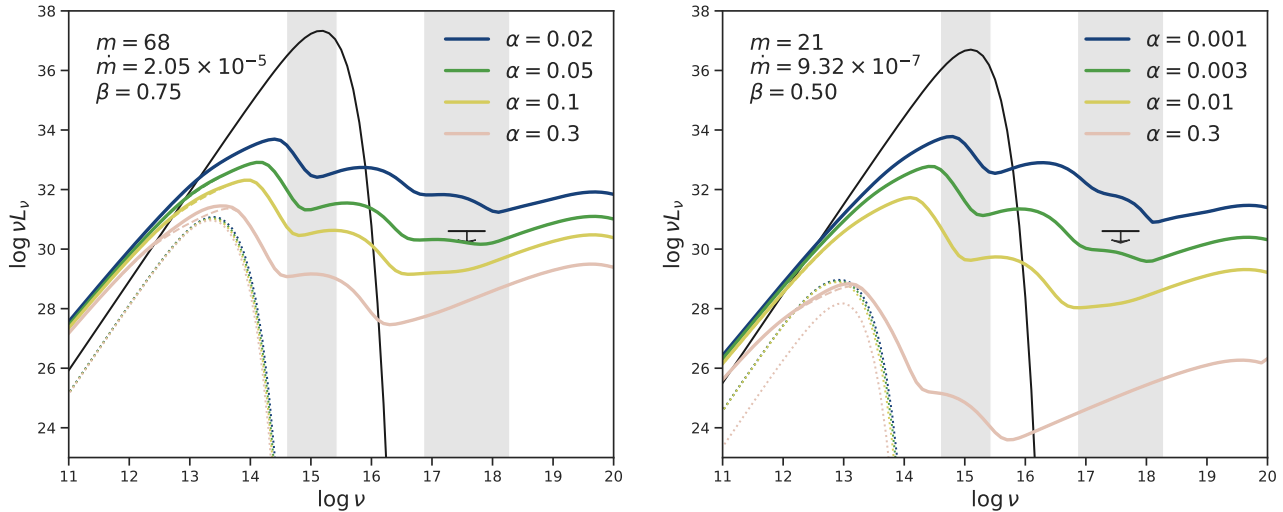 m = 68
ṁ = 2.05 × 10⁻⁵
β = 0.75
α = 0.02
α = 0.05
α = 0.1
α = 0.3
38
36
34
32
30
28
26
24
log νLν
11 12 13 14 15 16 17 18 19 20
log ν
m = 21
ṁ = 9.32 × 10⁻⁷
β = 0.50
α = 0.001
α = 0.003
α = 0.01
α = 0.3
38
36
34
32
30
28
26
24
log νLν
11 12 13 14 15 16 17 18 19 20
log ν